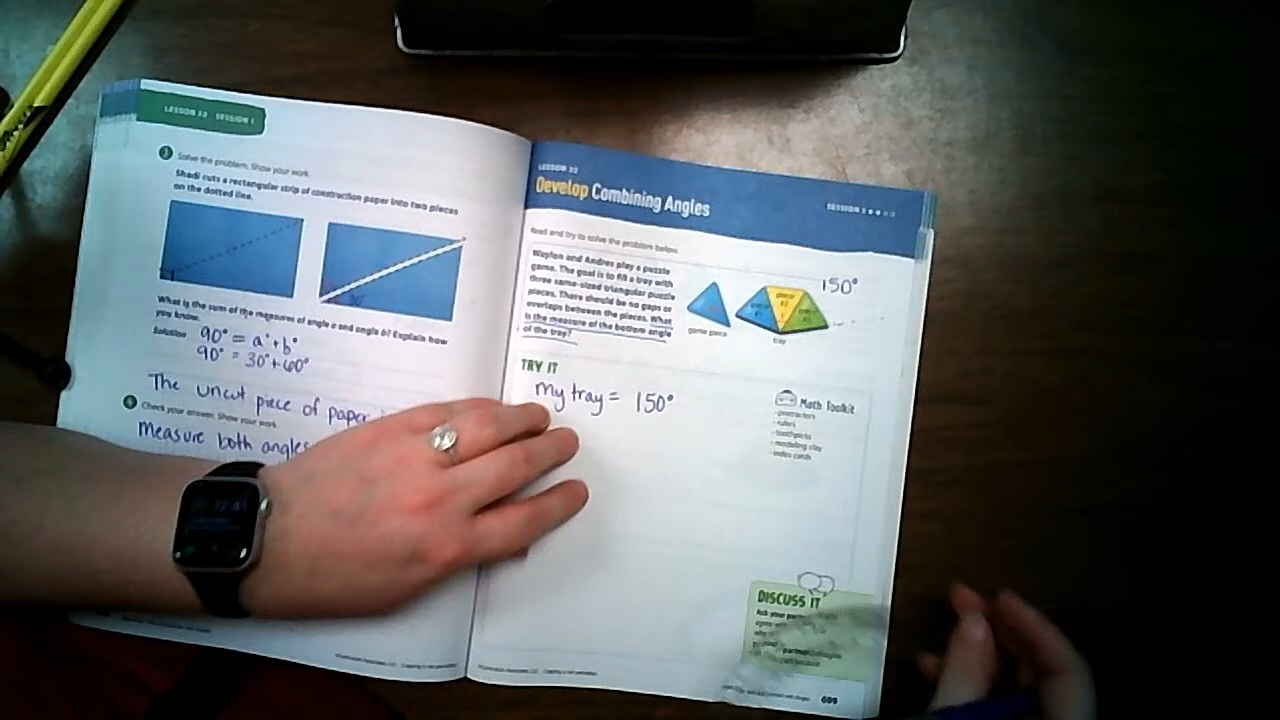 LESSON 32 SESSION 1
3 Solve the problem. Show your work.
Shadi cuts a rectangular strip of construction paper into two pieces
on the dotted line.
What is the sum of the measures of angle a and angle b? Explain how
you know.
Solution 90° = a° + b°
90° = 30° + 60°
The uncut piece of paper
4 Check your answer. Show your work.
Measure both angles
LESSON 32
Develop Combining Angles
SESSION 2
Read and try to solve the problem below.
Waylon and Andres play a puzzle
game. The goal is to fill a tray with
three same-sized triangular puzzle
pieces. There should be no gaps or
overlaps between the pieces. What
is the measure of the bottom angle
of the tray?
150°
game piece
tray
TRY IT
my tray = 150°
Math Toolkit
• protractors
• rulers
• toothpicks
• modeling clay
• index cards
DISCUSS IT
Ask your
partner
699